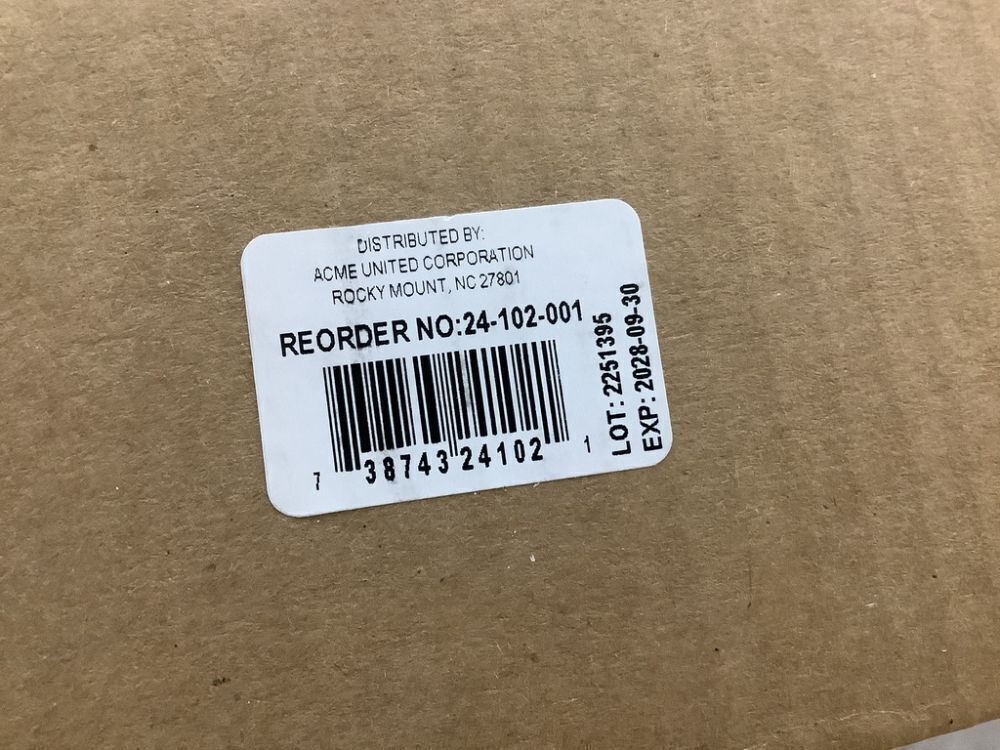 DISTRIBUTED BY:
ACME UNITED CORPORATION
ROCKY MOUNT, NC 27801
REORDER NO:24-102-001
7 38743 24102 1
LOT: 2251395
EXP: 2028-09-30